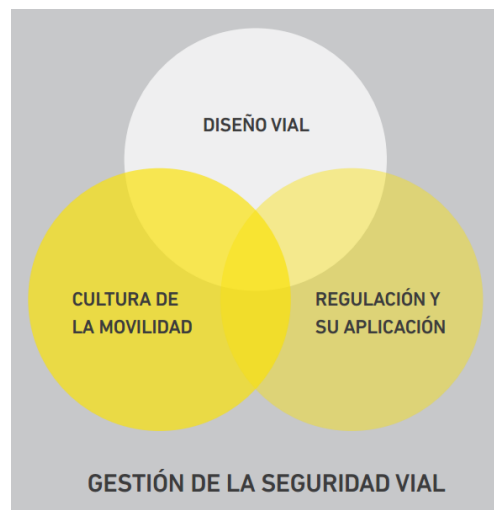 DISEÑO VIAL
CULTURA DE
LA MOVILIDAD
REGULACIÓN Y
SU APLICACIÓN
GESTIÓN DE LA SEGURIDAD VIAL